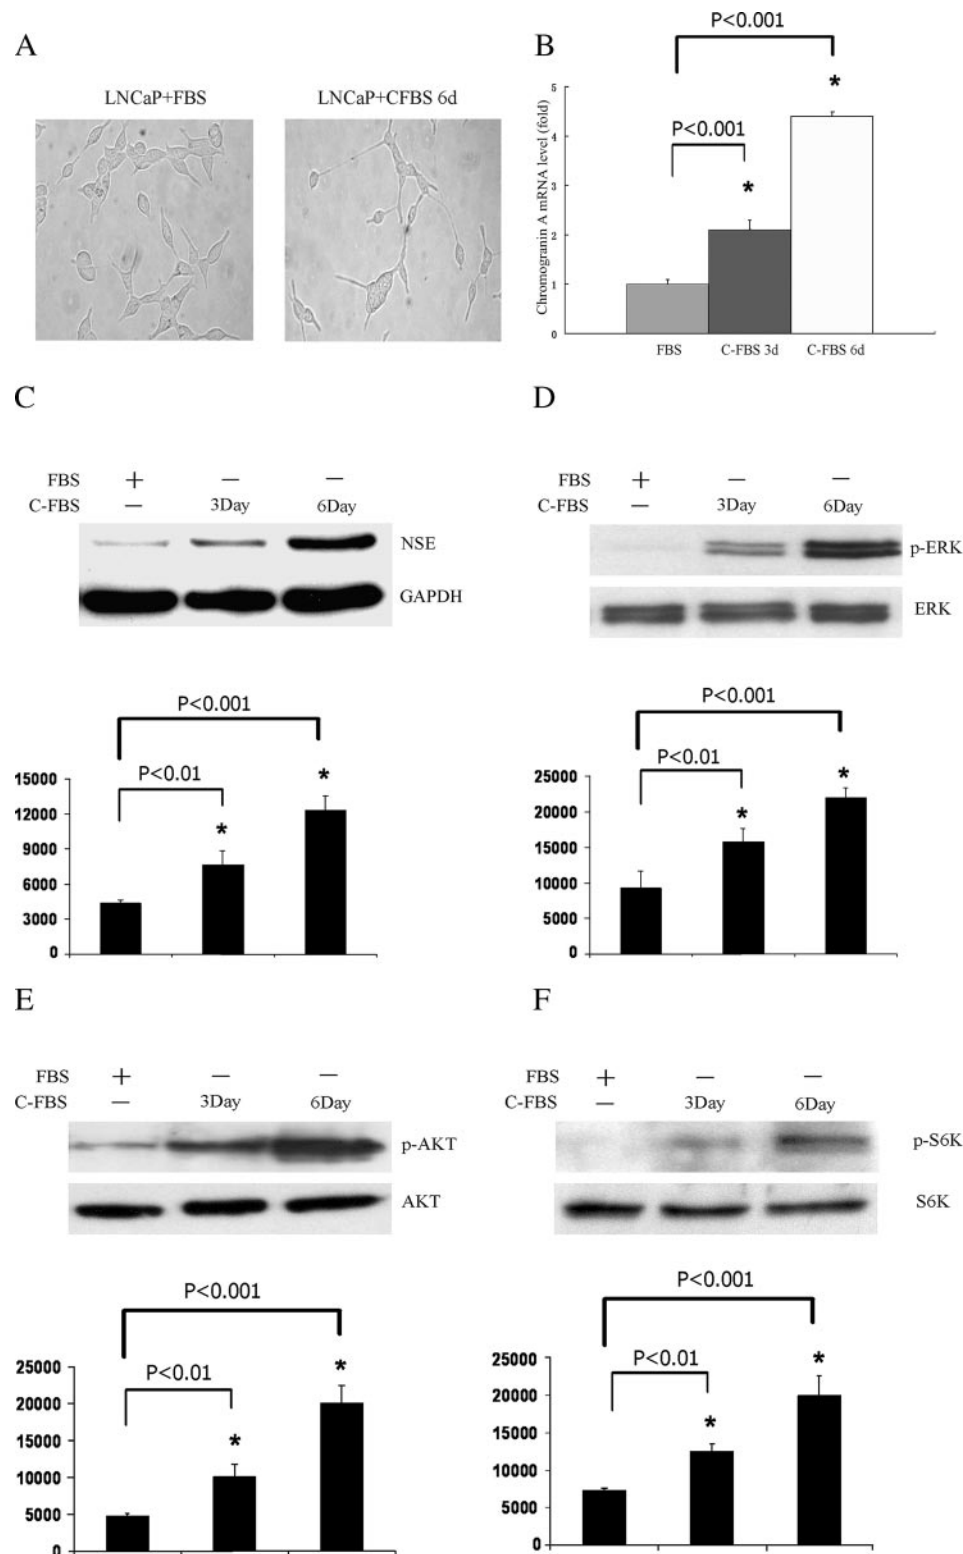 A
LNCaP+FBS
LNCaP+CFBS 6d
B
P<0.001
P<0.001
*
*
Chromogranin A mRNA level (fold)
5
4
3
2
1
0
FBS
C-FBS 3d
C-FBS 6d
C
FBS + — —
C-FBS — 3Day 6Day
NSE
GAPDH
P<0.001
P<0.01
*
*
15000
12000
9000
6000
3000
0
D
FBS + — —
C-FBS — 3Day 6Day
p-ERK
ERK
P<0.001
P<0.01
*
*
25000
20000
15000
10000
5000
0
E
FBS + — —
C-FBS — 3Day 6Day
p-AKT
AKT
P<0.001
P<0.01
*
*
25000
20000
15000
10000
5000
0
F
FBS + — —
C-FBS — 3Day 6Day
p-S6K
S6K
P<0.001
P<0.01
*
*
25000
20000
15000
10000
5000
0